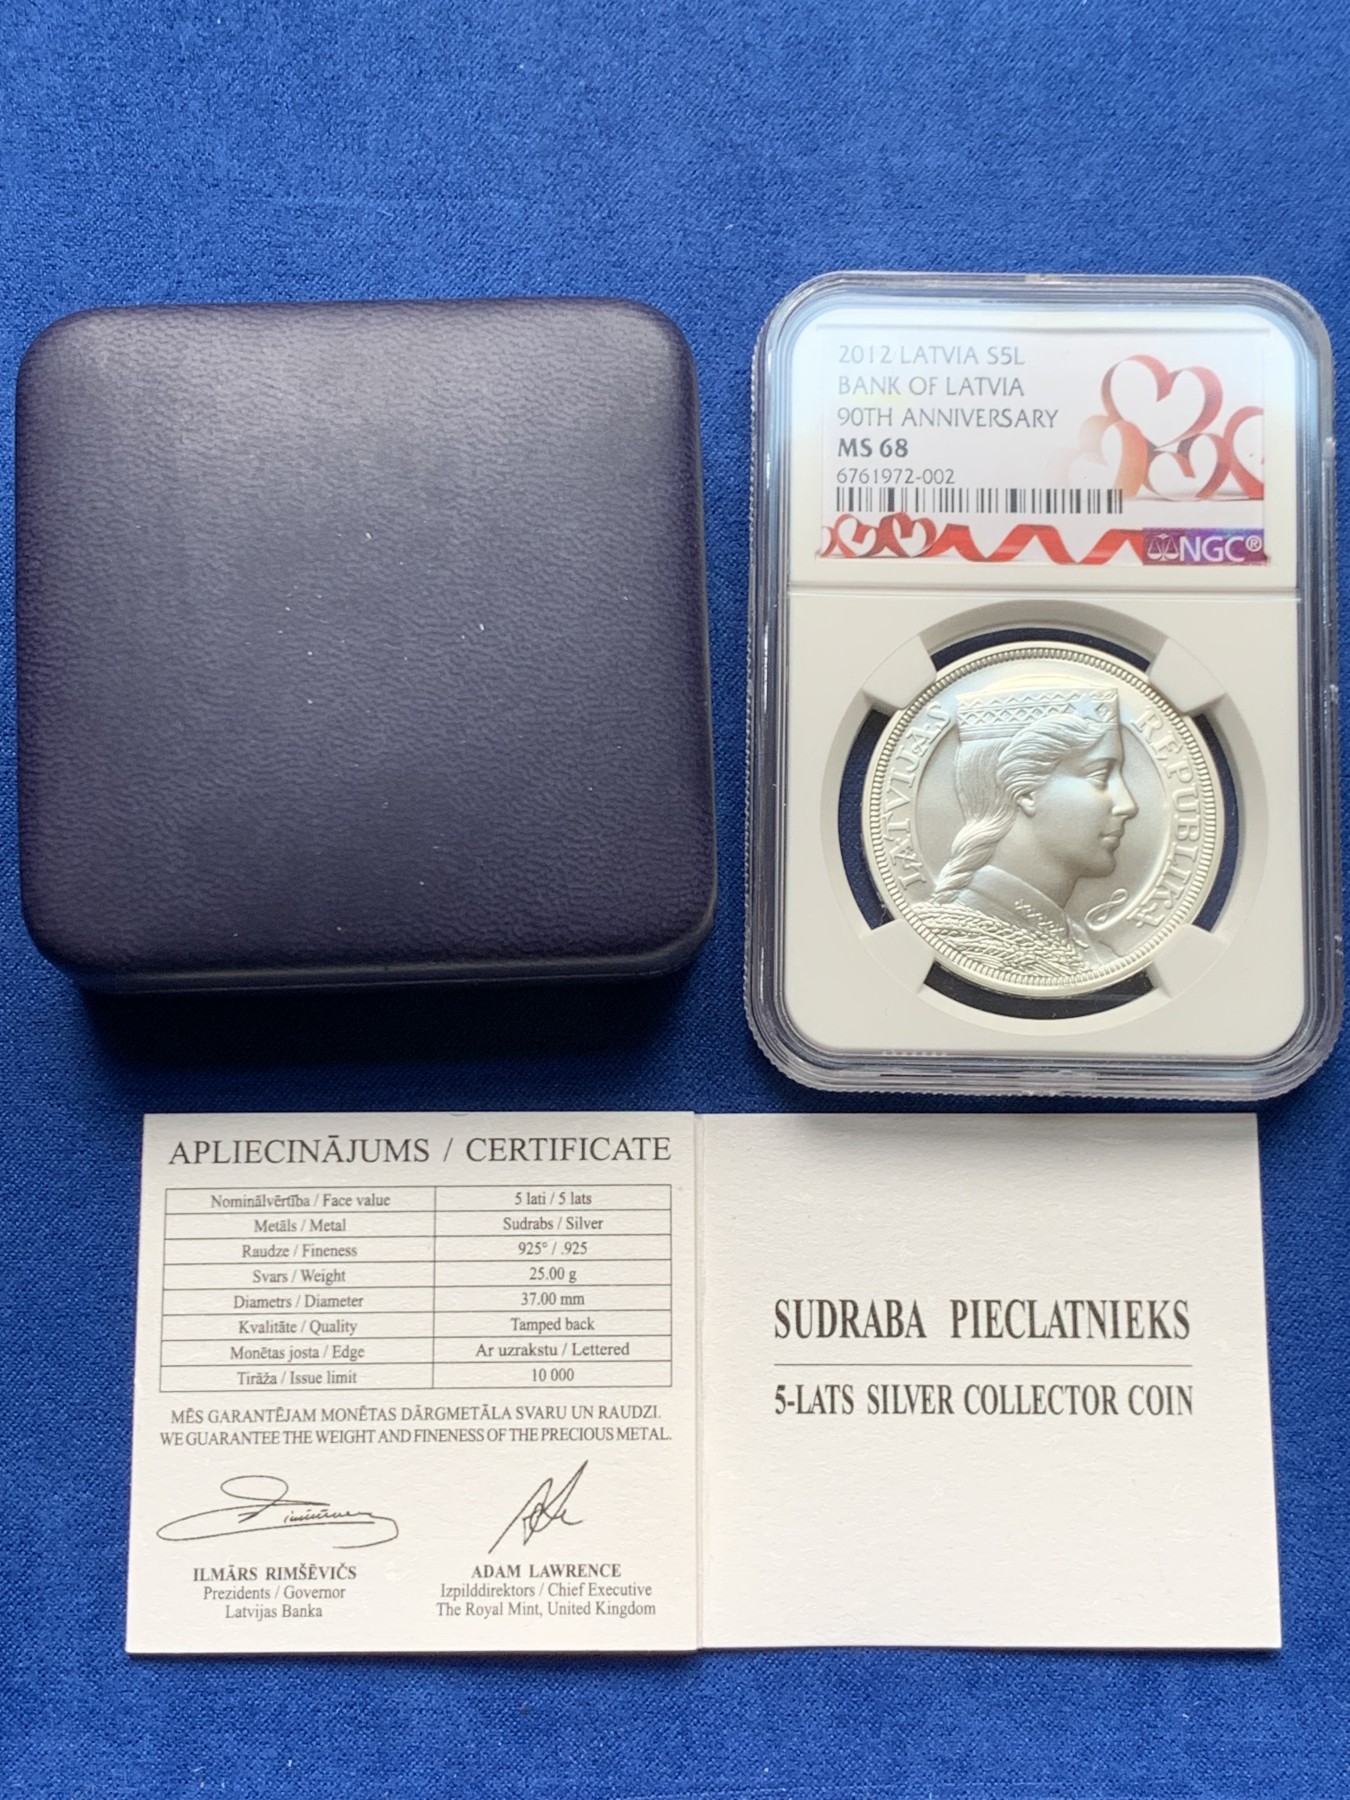 2012 LATVIA S5L
BANK OF LATVIA
90TH ANNIVERSARY
MS 68
6761972-002
NGC®
LATVIJAS REPUBLIKA
APLIECINĀJUMS / CERTIFICATE
Nominālvērtība / Face value 5 lati / 5 lats
Metāls / Metal Sudrabs / Silver
Raudze / Fineness 925° / .925
Svars / Weight 25.00 g
Diametrs / Diameter 37.00 mm
Kvalitāte / Quality Tamped back
Monētas josta / Edge Ar uzrakstu / Lettered
Tirāža / Issue limit 10 000
MĒS GARANTĒJAM MONĒTAS DĀRGMETĀLA SVARU UN RAUDZI.
WE GUARANTEE THE WEIGHT AND FINENESS OF THE PRECIOUS METAL.
ILMĀRS RIMŠĒVIČS
Prezidents / Governor
Latvijas Banka
ADAM LAWRENCE
Izpilddirektors / Chief Executive
The Royal Mint, United Kingdom
SUDRABA PIECLATNIEKS
5-LATS SILVER COLLECTOR COIN